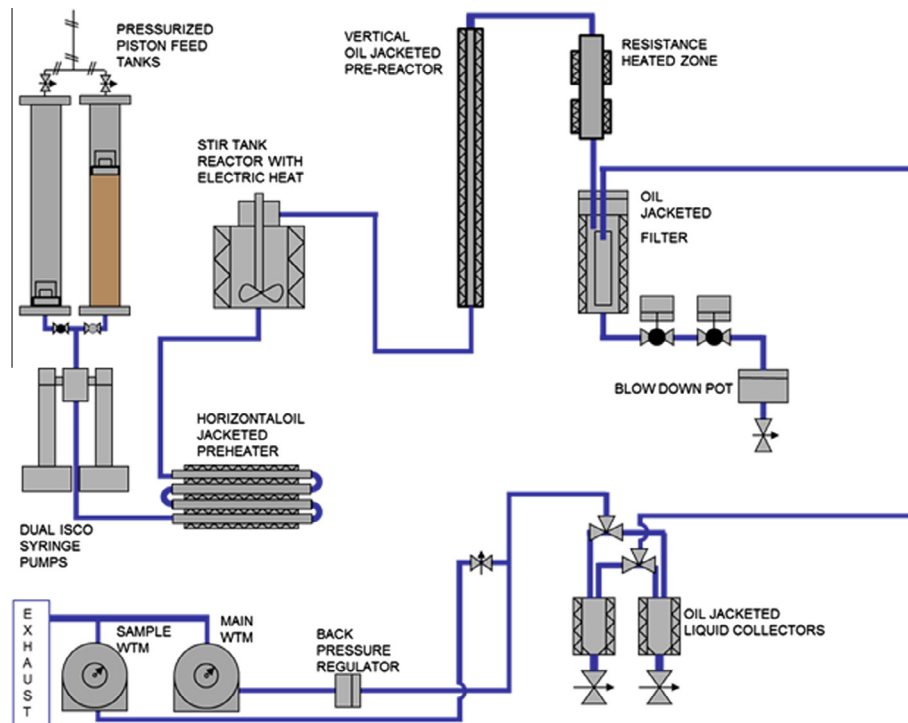 PRESSURIZED
PISTON FEED
TANKS
VERTICAL
OIL JACKETED
PRE-REACTOR
RESISTANCE
HEATED ZONE
STIR TANK
REACTOR WITH
ELECTRIC HEAT
OIL
JACKETED
FILTER
BLOW DOWN POT
HORIZONTALOIL
JACKETED
PREHEATER
DUAL ISCO
SYRINGE
PUMPS
EXHAUST
SAMPLE
WTM
MAIN
WTM
BACK
PRESSURE
REGULATOR
OIL JACKETED
LIQUID COLLECTORS